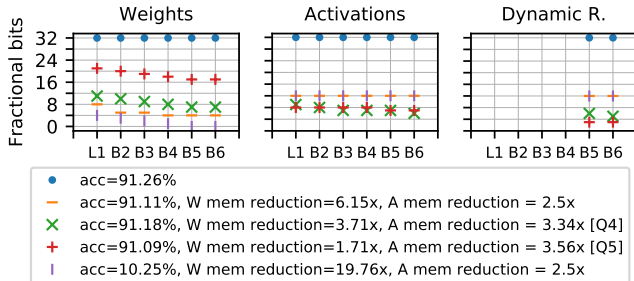 Weights Activations Dynamic R.
Fractional bits
32
24
16
8
0
L1 B2 B3 B4 B5 B6 L1 B2 B3 B4 B5 B6 L1 B2 B3 B4 B5 B6
acc=91.26%
acc=91.11%, W mem reduction=6.15x, A mem reduction = 2.5x
acc=91.18%, W mem reduction=3.71x, A mem reduction = 3.34x [Q4]
acc=91.09%, W mem reduction=1.71x, A mem reduction = 3.56x [Q5]
acc=10.25%, W mem reduction=19.76x, A mem reduction = 2.5x